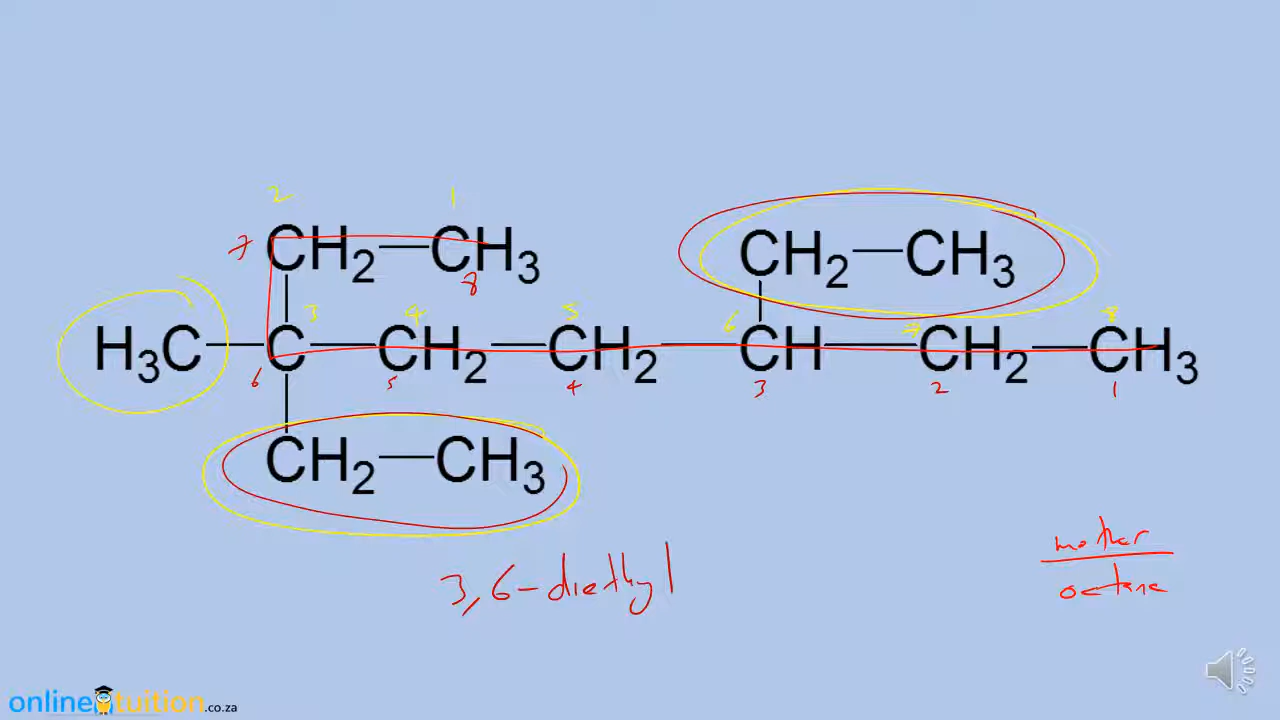 2 1
7 CH2—CH3 CH2—CH3
8
3 4 5 6 7 8
H3C—C—CH2—CH2—CH—CH2—CH3
6 5 4 3 2 1
CH2—CH3
mother
3,6-diethyl octane
onlinetuition.co.za